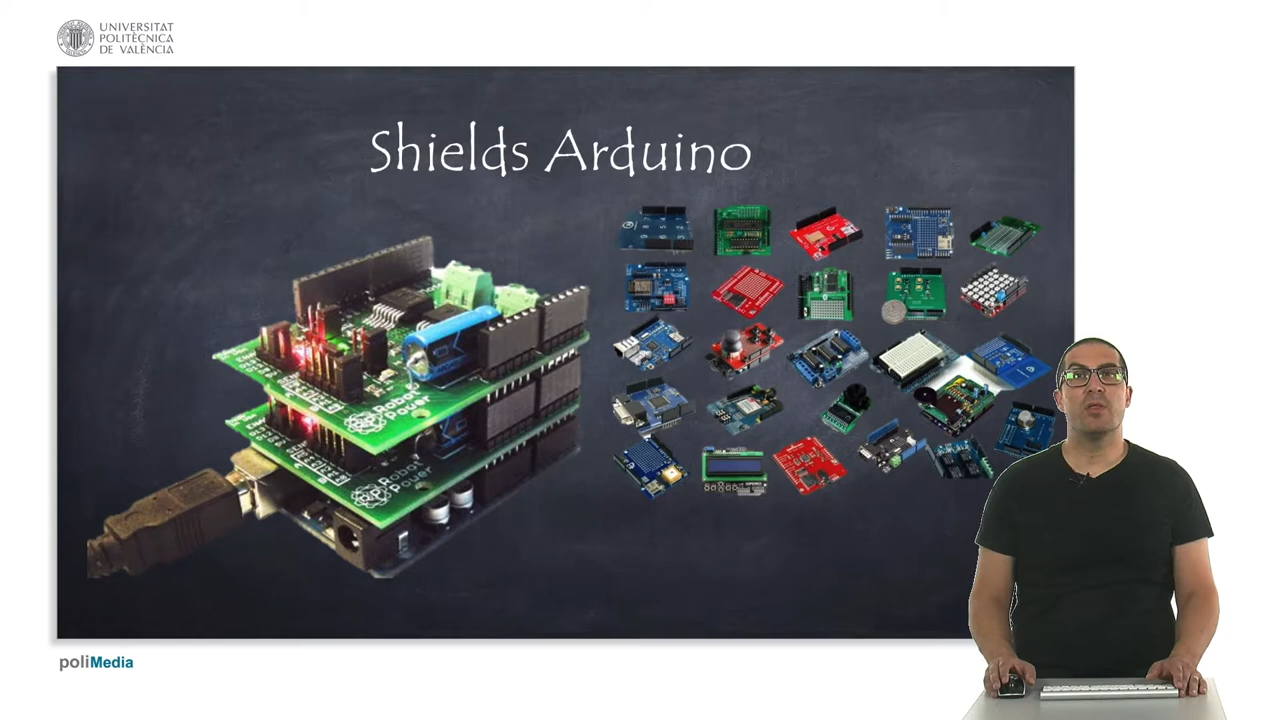 UNIVERSITAT
POLITÈCNICA
DE VALÈNCIA
Shields Arduino
Robot
Power
Robot
Power
poliMedia